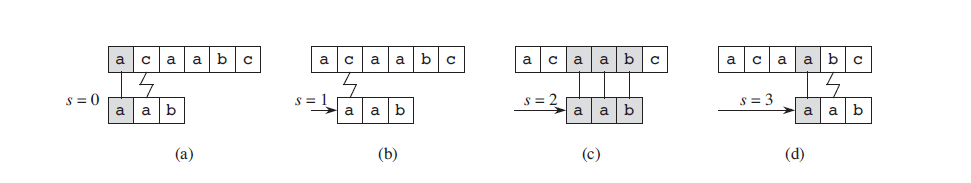 a c a a b c
a c a a b c
a c a a b c
a c a a b c
s = 0
s = 1
s = 2
s = 3
a a b
a a b
a a b
a a b
(a)
(b)
(c)
(d)